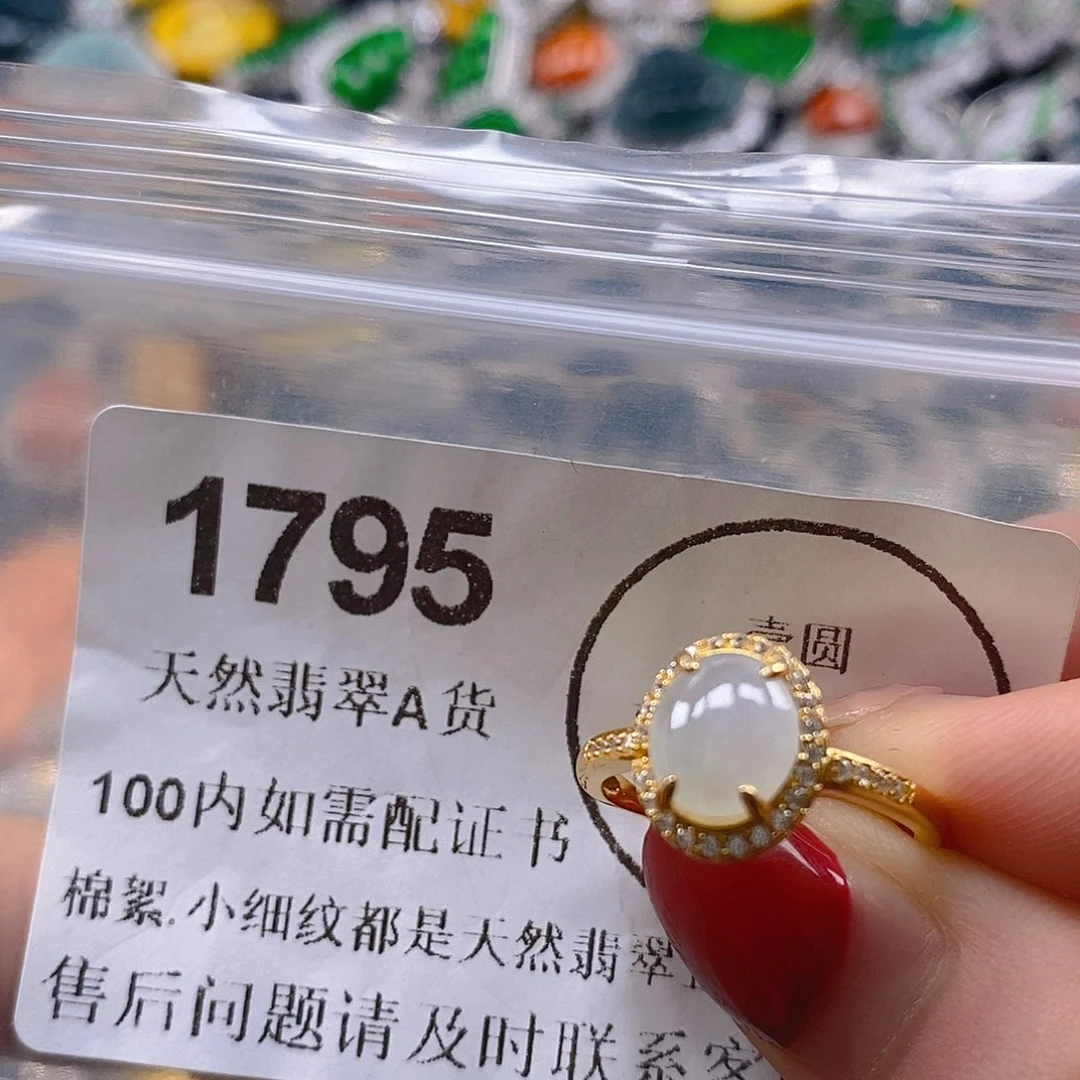 1795
天然翡翠A货
圆
100内如需配证书
棉絮.小细纹都是天然翡翠
售后问题请及时联系